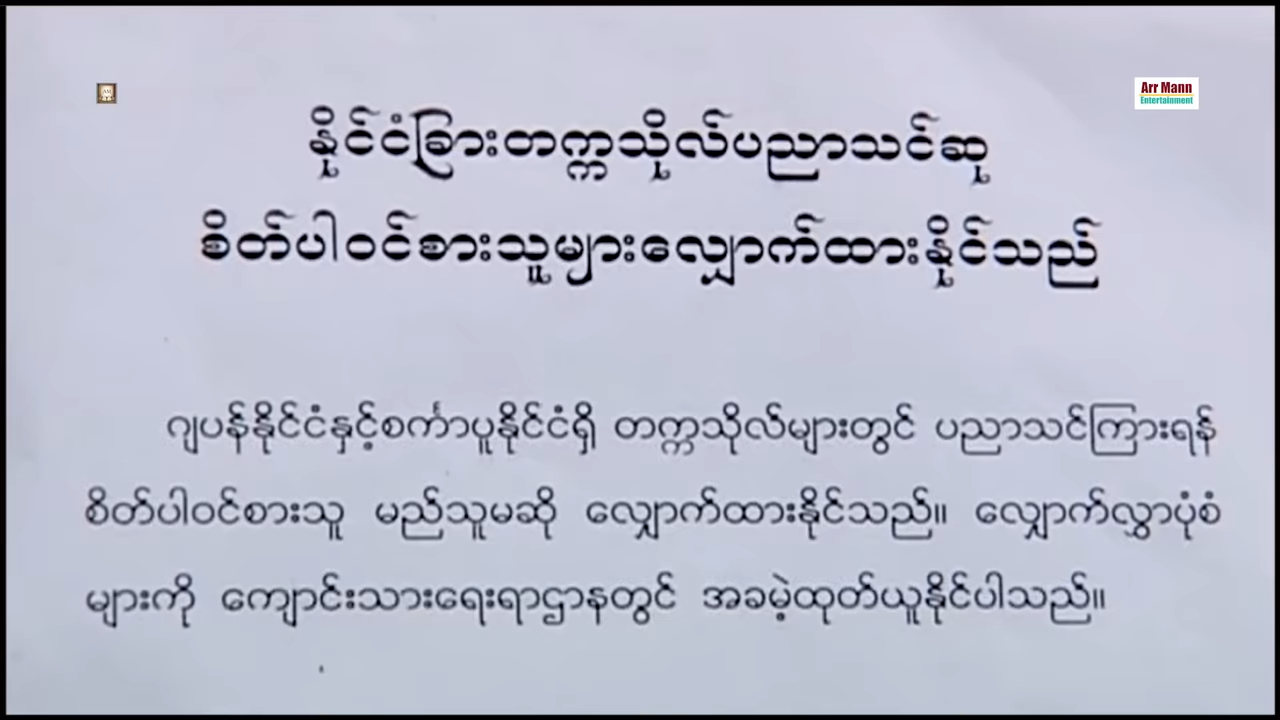 Arr Mann
Entertainment
နိုင်ငံခြားတက္ကသိုလ်ပညာသင်ဆု
စိတ်ပါဝင်စားသူများလျှောက်ထားနိုင်သည်
ဂျပန်နိုင်ငံနှင့်စင်္ကာပူနိုင်ငံရှိ တက္ကသိုလ်များတွင် ပညာသင်ကြားရန်
စိတ်ပါဝင်စားသူ မည်သူမဆို လျှောက်ထားနိုင်သည်။ လျှောက်လွှာပုံစံ
များကို ကျောင်းသားရေးရာဌာနတွင် အခမဲ့ထုတ်ယူနိုင်ပါသည်။